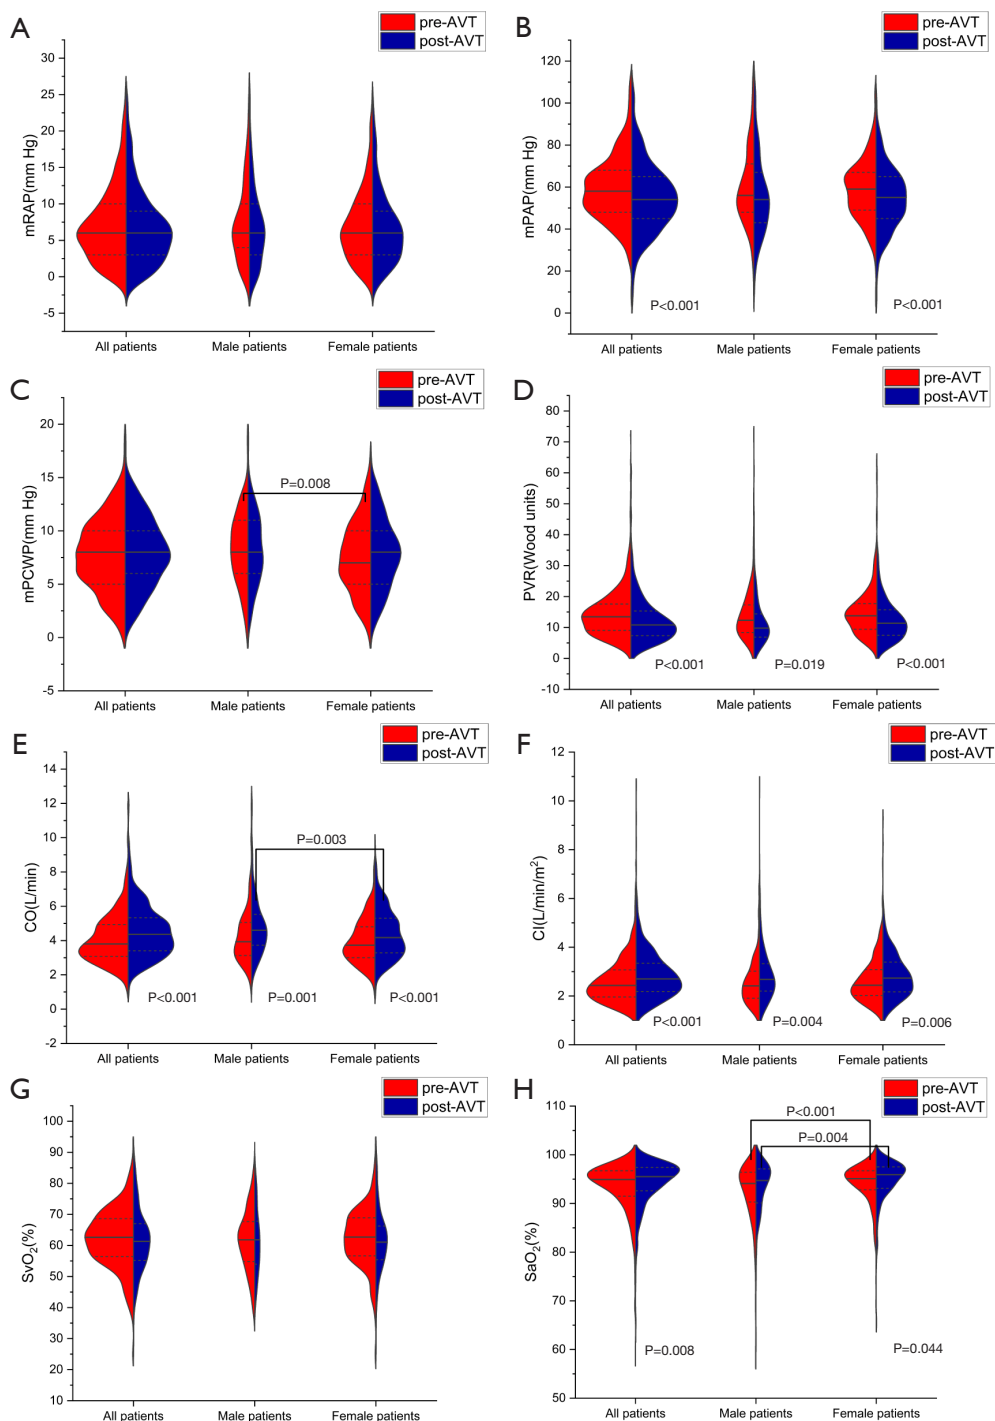 A
pre-AVT
post-AVT
mRAP(mm Hg)
30
25
20
15
10
5
0
-5
All patients
Male patients
Female patients
B
pre-AVT
post-AVT
mPAP(mm Hg)
120
100
80
60
40
20
0
P<0.001
P<0.001
All patients
Male patients
Female patients
C
pre-AVT
post-AVT
mPCWP(mm Hg)
20
15
10
5
0
-5
P=0.008
All patients
Male patients
Female patients
D
pre-AVT
post-AVT
PVR(Wood units)
80
70
60
50
40
30
20
10
0
-10
P<0.001
P=0.019
P<0.001
All patients
Male patients
Female patients
E
pre-AVT
post-AVT
CO(L/min)
14
12
10
8
6
4
2
0
-2
P=0.003
P<0.001
P=0.001
P<0.001
All patients
Male patients
Female patients
F
pre-AVT
post-AVT
CI(L/min/m²)
12
10
8
6
4
2
0
P<0.001
P=0.004
P=0.006
All patients
Male patients
Female patients
G
pre-AVT
post-AVT
SvO₂(%)
100
90
80
70
60
50
40
30
20
10
All patients
Male patients
Female patients
H
pre-AVT
post-AVT
SaO₂(%)
110
100
90
80
70
60
50
P<0.001
P=0.004
P=0.008
P=0.044
All patients
Male patients
Female patients